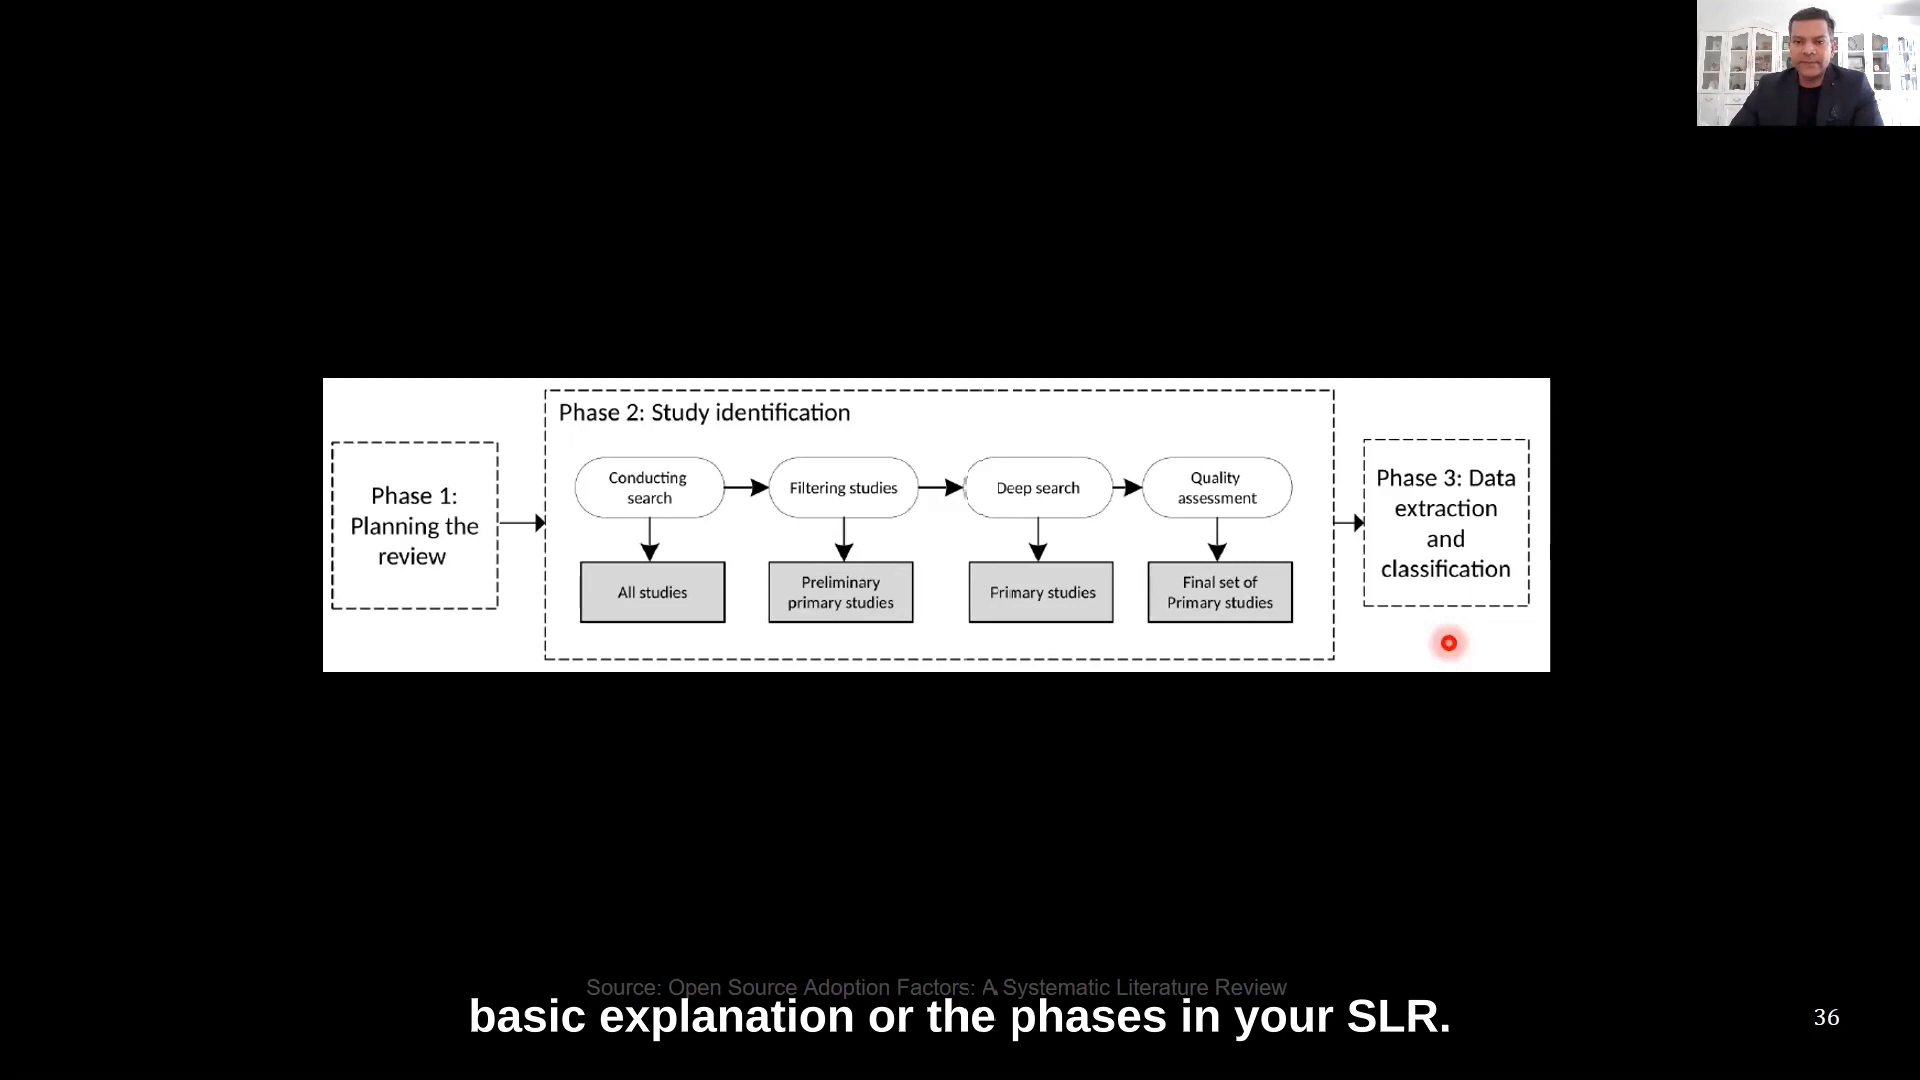 Phase 2: Study identification
Phase 1:
Planning the
review
Conducting
search
Filtering studies
Deep search
Quality
assessment
All studies
Preliminary
primary studies
Primary studies
Final set of
Primary studies
Phase 3: Data
extraction
and
classification
Source: Open Source Adoption Factors: A Systematic Literature Review
basic explanation or the phases in your SLR.
36